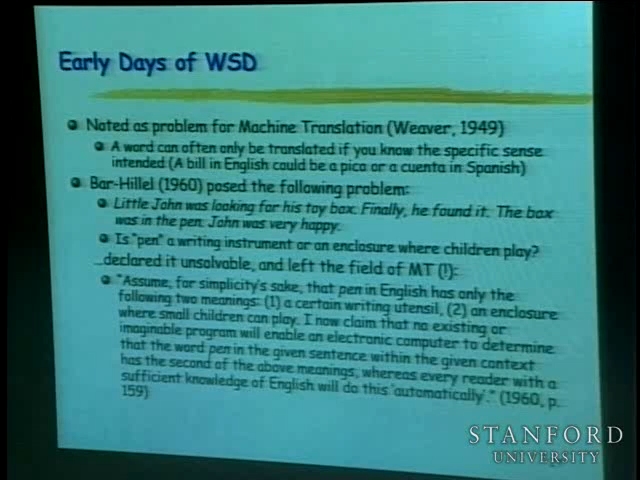 Early Days of WSD
Noted as problem for Machine Translation (Weaver, 1949)
A word can often only be translated if you know the specific sense
intended (A bill in English could be a pico or a cuenta in Spanish)
Bar-Hillel (1960) posed the following problem:
Little John was looking for his toy box. Finally, he found it. The box
was in the pen. John was very happy.
Is "pen" a writing instrument or an enclosure where children play?
...declared it unsolvable, and left the field of MT (!):
"Assume, for simplicity's sake, that pen in English has only the
following two meanings: (1) a certain writing utensil, (2) an enclosure
where small children can play. I now claim that no existing or
imaginable program will enable an electronic computer to determine
that the word pen in the given sentence within the given context
has the second of the above meanings, whereas every reader with a
sufficient knowledge of English will do this 'automatically'." (1960, p.
159)
STANFORD
UNIVERSITY